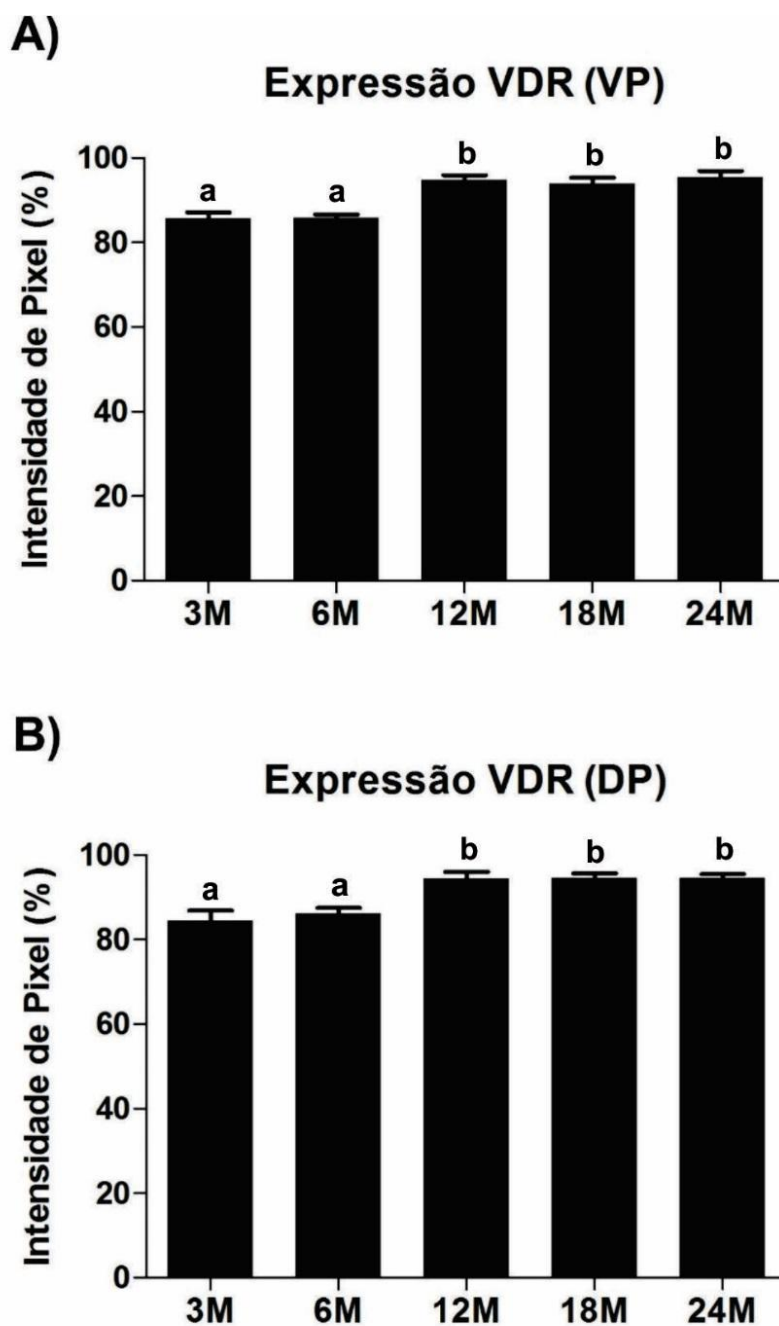 A)
Expressão VDR (VP)
Intensidade de Pixel (%)
100
80
60
40
20
0
a a b b b
3M 6M 12M 18M 24M
B)
Expressão VDR (DP)
Intensidade de Pixel (%)
100
80
60
40
20
0
a a b b b
3M 6M 12M 18M 24M